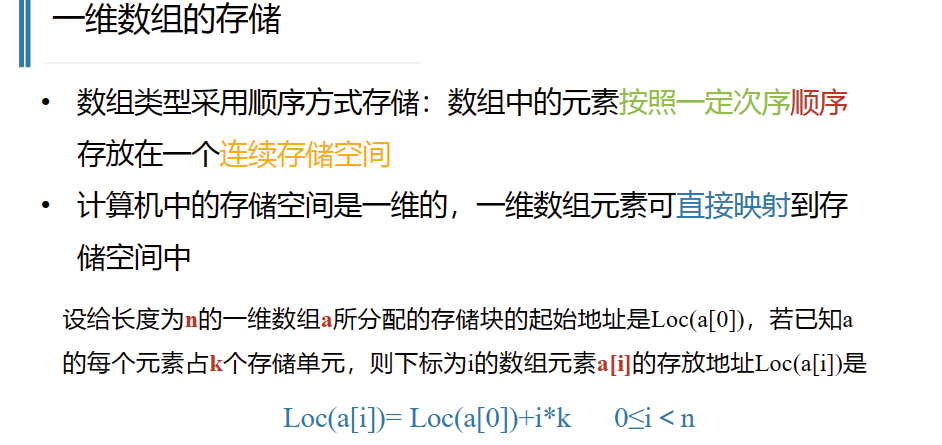 一维数组的存储
• 数组类型采用顺序方式存储：数组中的元素按照一定次序顺序
存放在一个连续存储空间
• 计算机中的存储空间是一维的，一维数组元素可直接映射到存
储空间中
设给长度为n的一维数组a所分配的存储块的起始地址是Loc(a[0])，若已知a
的每个元素占k个存储单元，则下标为i的数组元素a[i]的存放地址Loc(a[i])是
Loc(a[i])= Loc(a[0])+i*k 0≤i＜n